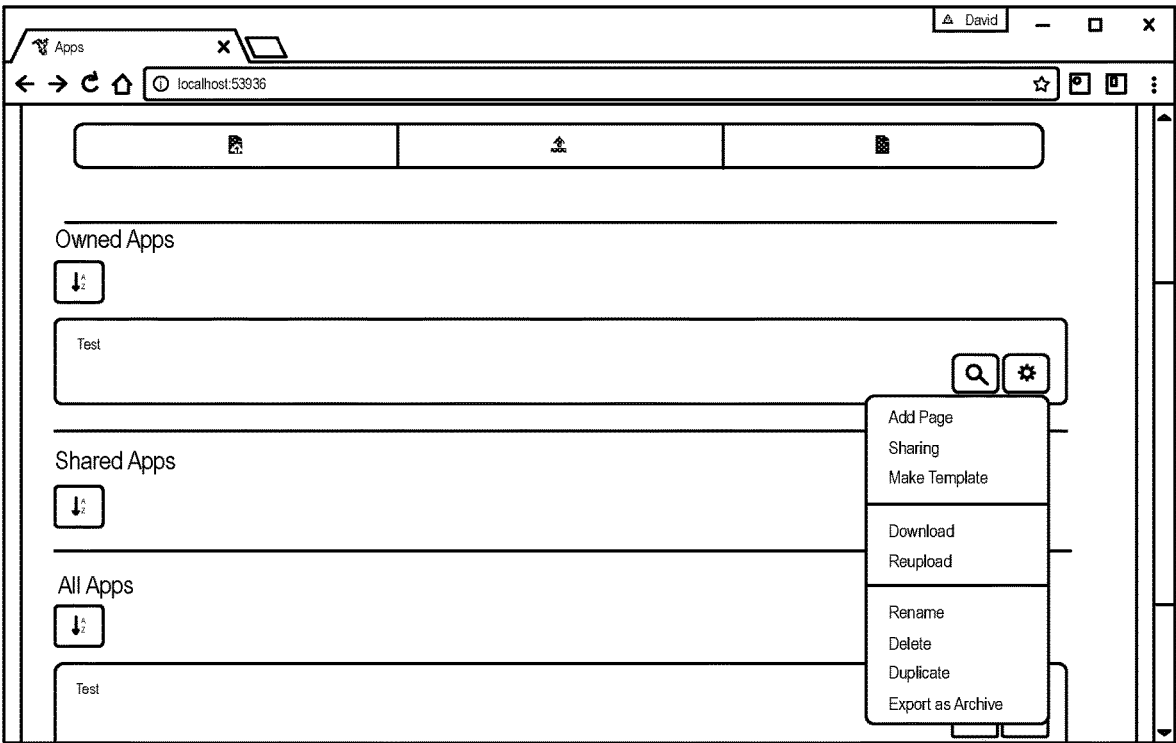 David
Apps
localhost:53936
Owned Apps
A
Z
Test
Add Page
Sharing
Make Template
Shared Apps
A
Z
Download
Reupload
All Apps
A
Z
Rename
Delete
Duplicate
Test
Export as Archive